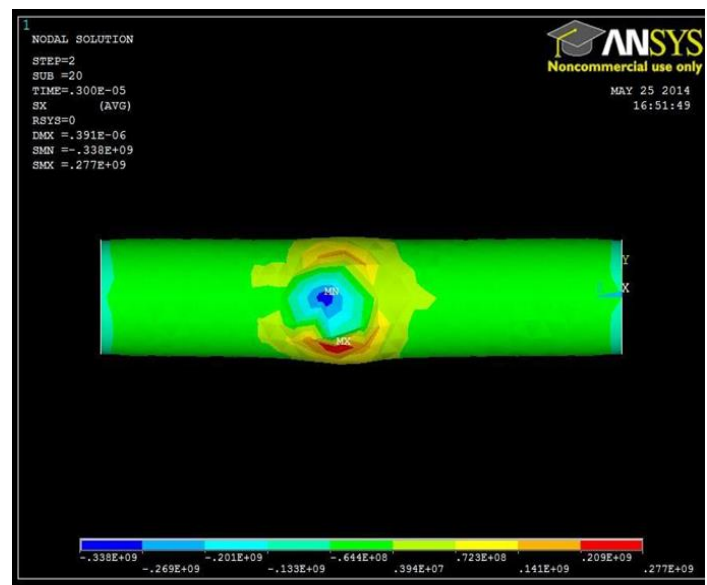 1
NODAL SOLUTION
ANSYS
Noncommercial use only
STEP=2
SUB =20
TIME=.300E-05
SX (AVG)
RSYS=0
DMX =.391E-06
SMN =-.338E+09
SMX =.277E+09
MAY 25 2014
16:51:49
Y
X
MN
MX
-.338E+09 -.201E+09 -.644E+08 .723E+08 .209E+09
-.269E+09 -.133E+09 .394E+07 .141E+09 .277E+09